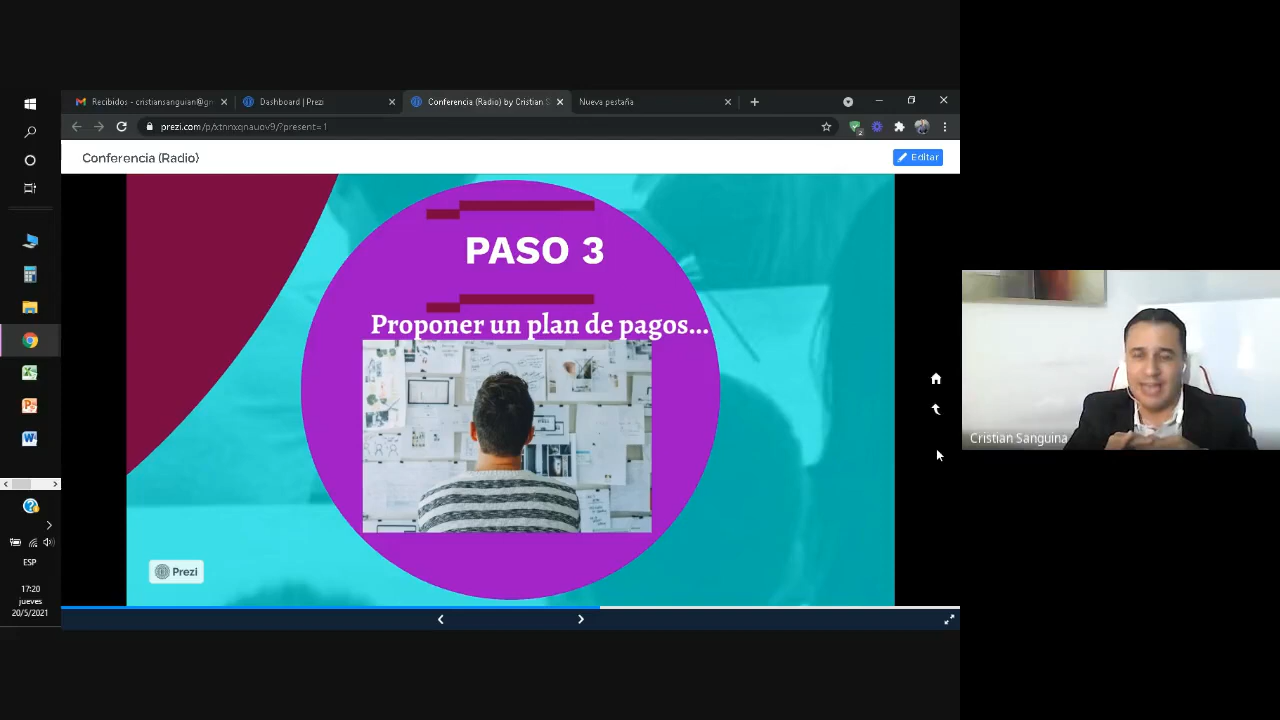 Recibidos - cristiansanguian@gm
Dashboard | Prezi
Conferencia (Radio) by Cristian S
Nueva pestaña
prezi.com/p/xtnnxqnauov9/?present=1
Conferencia (Radio)
Editar
PASO 3
Proponer un plan de pagos...
Prezi
Cristian Sanguina
ESP
17:20
jueves
20/5/2021